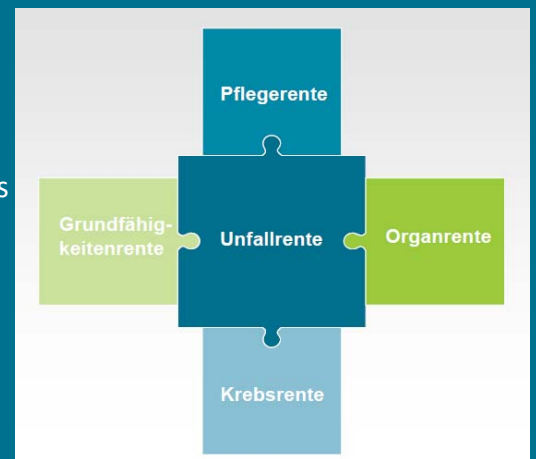 Pflegerente
s
Grundfähig-
keitenrente
Unfallrente
Organrente
Krebsrente